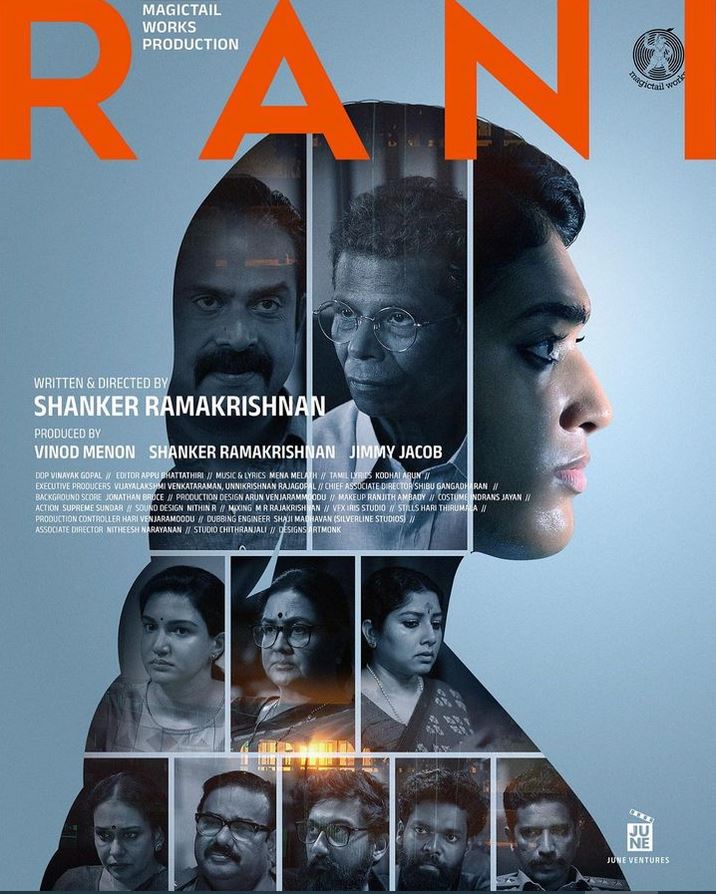 RANI
MAGICTAIL
WORKS
PRODUCTION
magictail works
WRITTEN & DIRECTED BY
SHANKER RAMAKRISHNAN
PRODUCED BY
VINOD MENON SHANKER RAMAKRISHNAN JIMMY JACOB
DOP VINAYAK GOPAL // EDITOR APPU BHATTATHIRI // MUSIC & LYRICS MENA MELATH // TAMIL LYRICS KODHAI ARUN //
EXECUTIVE PRODUCERS VIJAYALAKSHMI VENKATARAMAN, UNNIKRISHNAN RAJAGOPAL // CHIEF ASSOCIATE DIRECTOR SHIBU GANGADHARAN //
BACKGROUND SCORE JONATHAN BRUCE // PRODUCTION DESIGN ARUN VENJARAMMOODU // MAKEUP RANJITH AMBADY // COSTUME INDRANS JAYAN //
ACTION SUPREME SUNDAR // SOUND DESIGN NITHIN R // MIXING M R RAJAKRISHNAN // VFX IRIS STUDIO // STILLS HARI THIRUMALA //
PRODUCTION CONTROLLER HARI VENJARAMOODU // DUBBING ENGINEER SHAJI MADHAVAN (SILVERLINE STUDIOS) //
ASSOCIATE DIRECTOR NITHEESH NARAYANAN // STUDIO CHITHRANJALI // DESIGNS ARTMONK
JU
NE
JUNE VENTURES